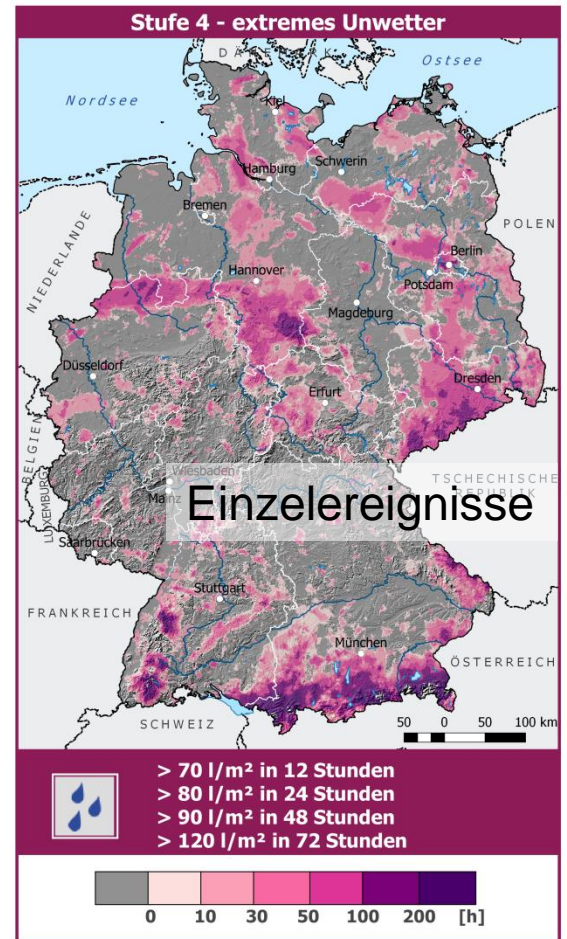 Stufe 4 - extremes Unwetter
DÄNEMARK
Ostsee
Nordsee
Kiel
Schwerin
Hamburg
Bremen
POLEN
NIEDERLANDE
Berlin
Hannover
Potsdam
Magdeburg
Düsseldorf
Dresden
Erfurt
BELGIEN
Wiesbaden
TSCHECHISCHE
REPUBLIK
Mainz
Einzelereignisse
LUXEMBURG
Saarbrücken
Stuttgart
FRANKREICH
München
ÖSTERREICH
SCHWEIZ
50 0 50 100 km
> 70 l/m² in 12 Stunden
> 80 l/m² in 24 Stunden
> 90 l/m² in 48 Stunden
> 120 l/m² in 72 Stunden
0 10 30 50 100 200 [h]